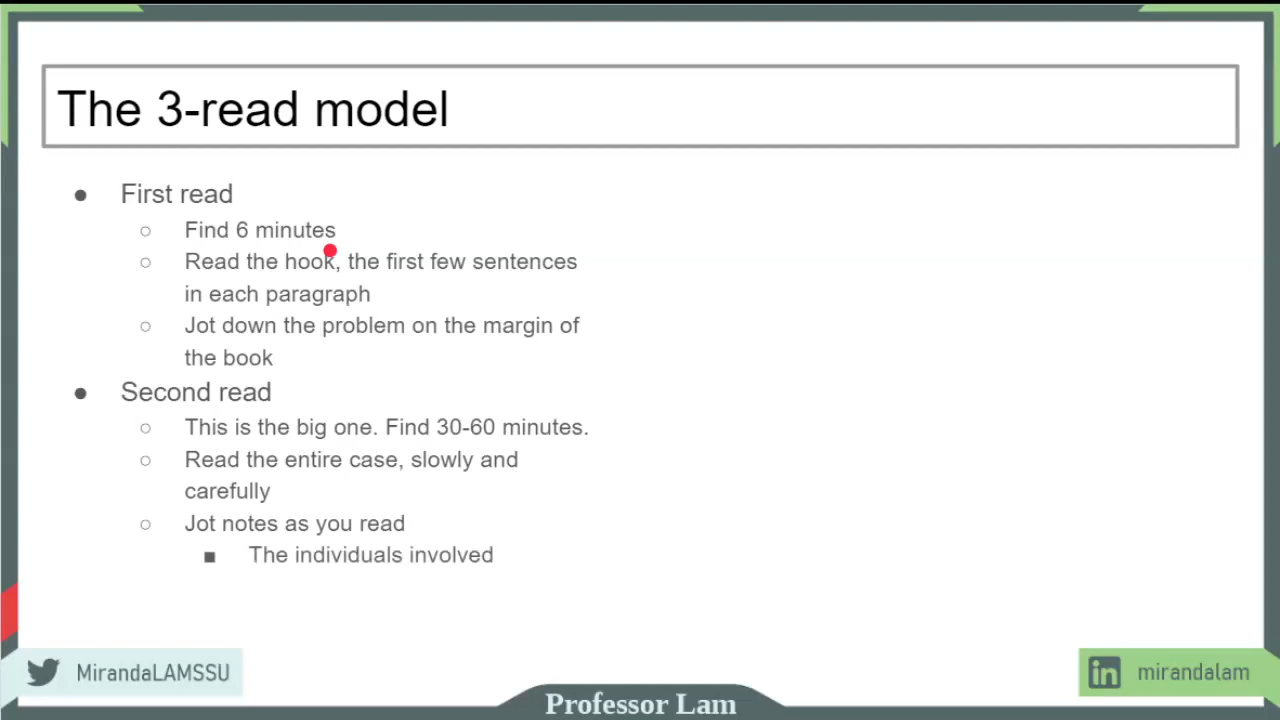 The 3-read model
● First read
○ Find 6 minutes
○ Read the hook, the first few sentences
in each paragraph
○ Jot down the problem on the margin of
the book
● Second read
○ This is the big one. Find 30-60 minutes.
○ Read the entire case, slowly and
carefully
○ Jot notes as you read
■ The individuals involved
MirandaLAMSSU
in mirandalam
Professor Lam